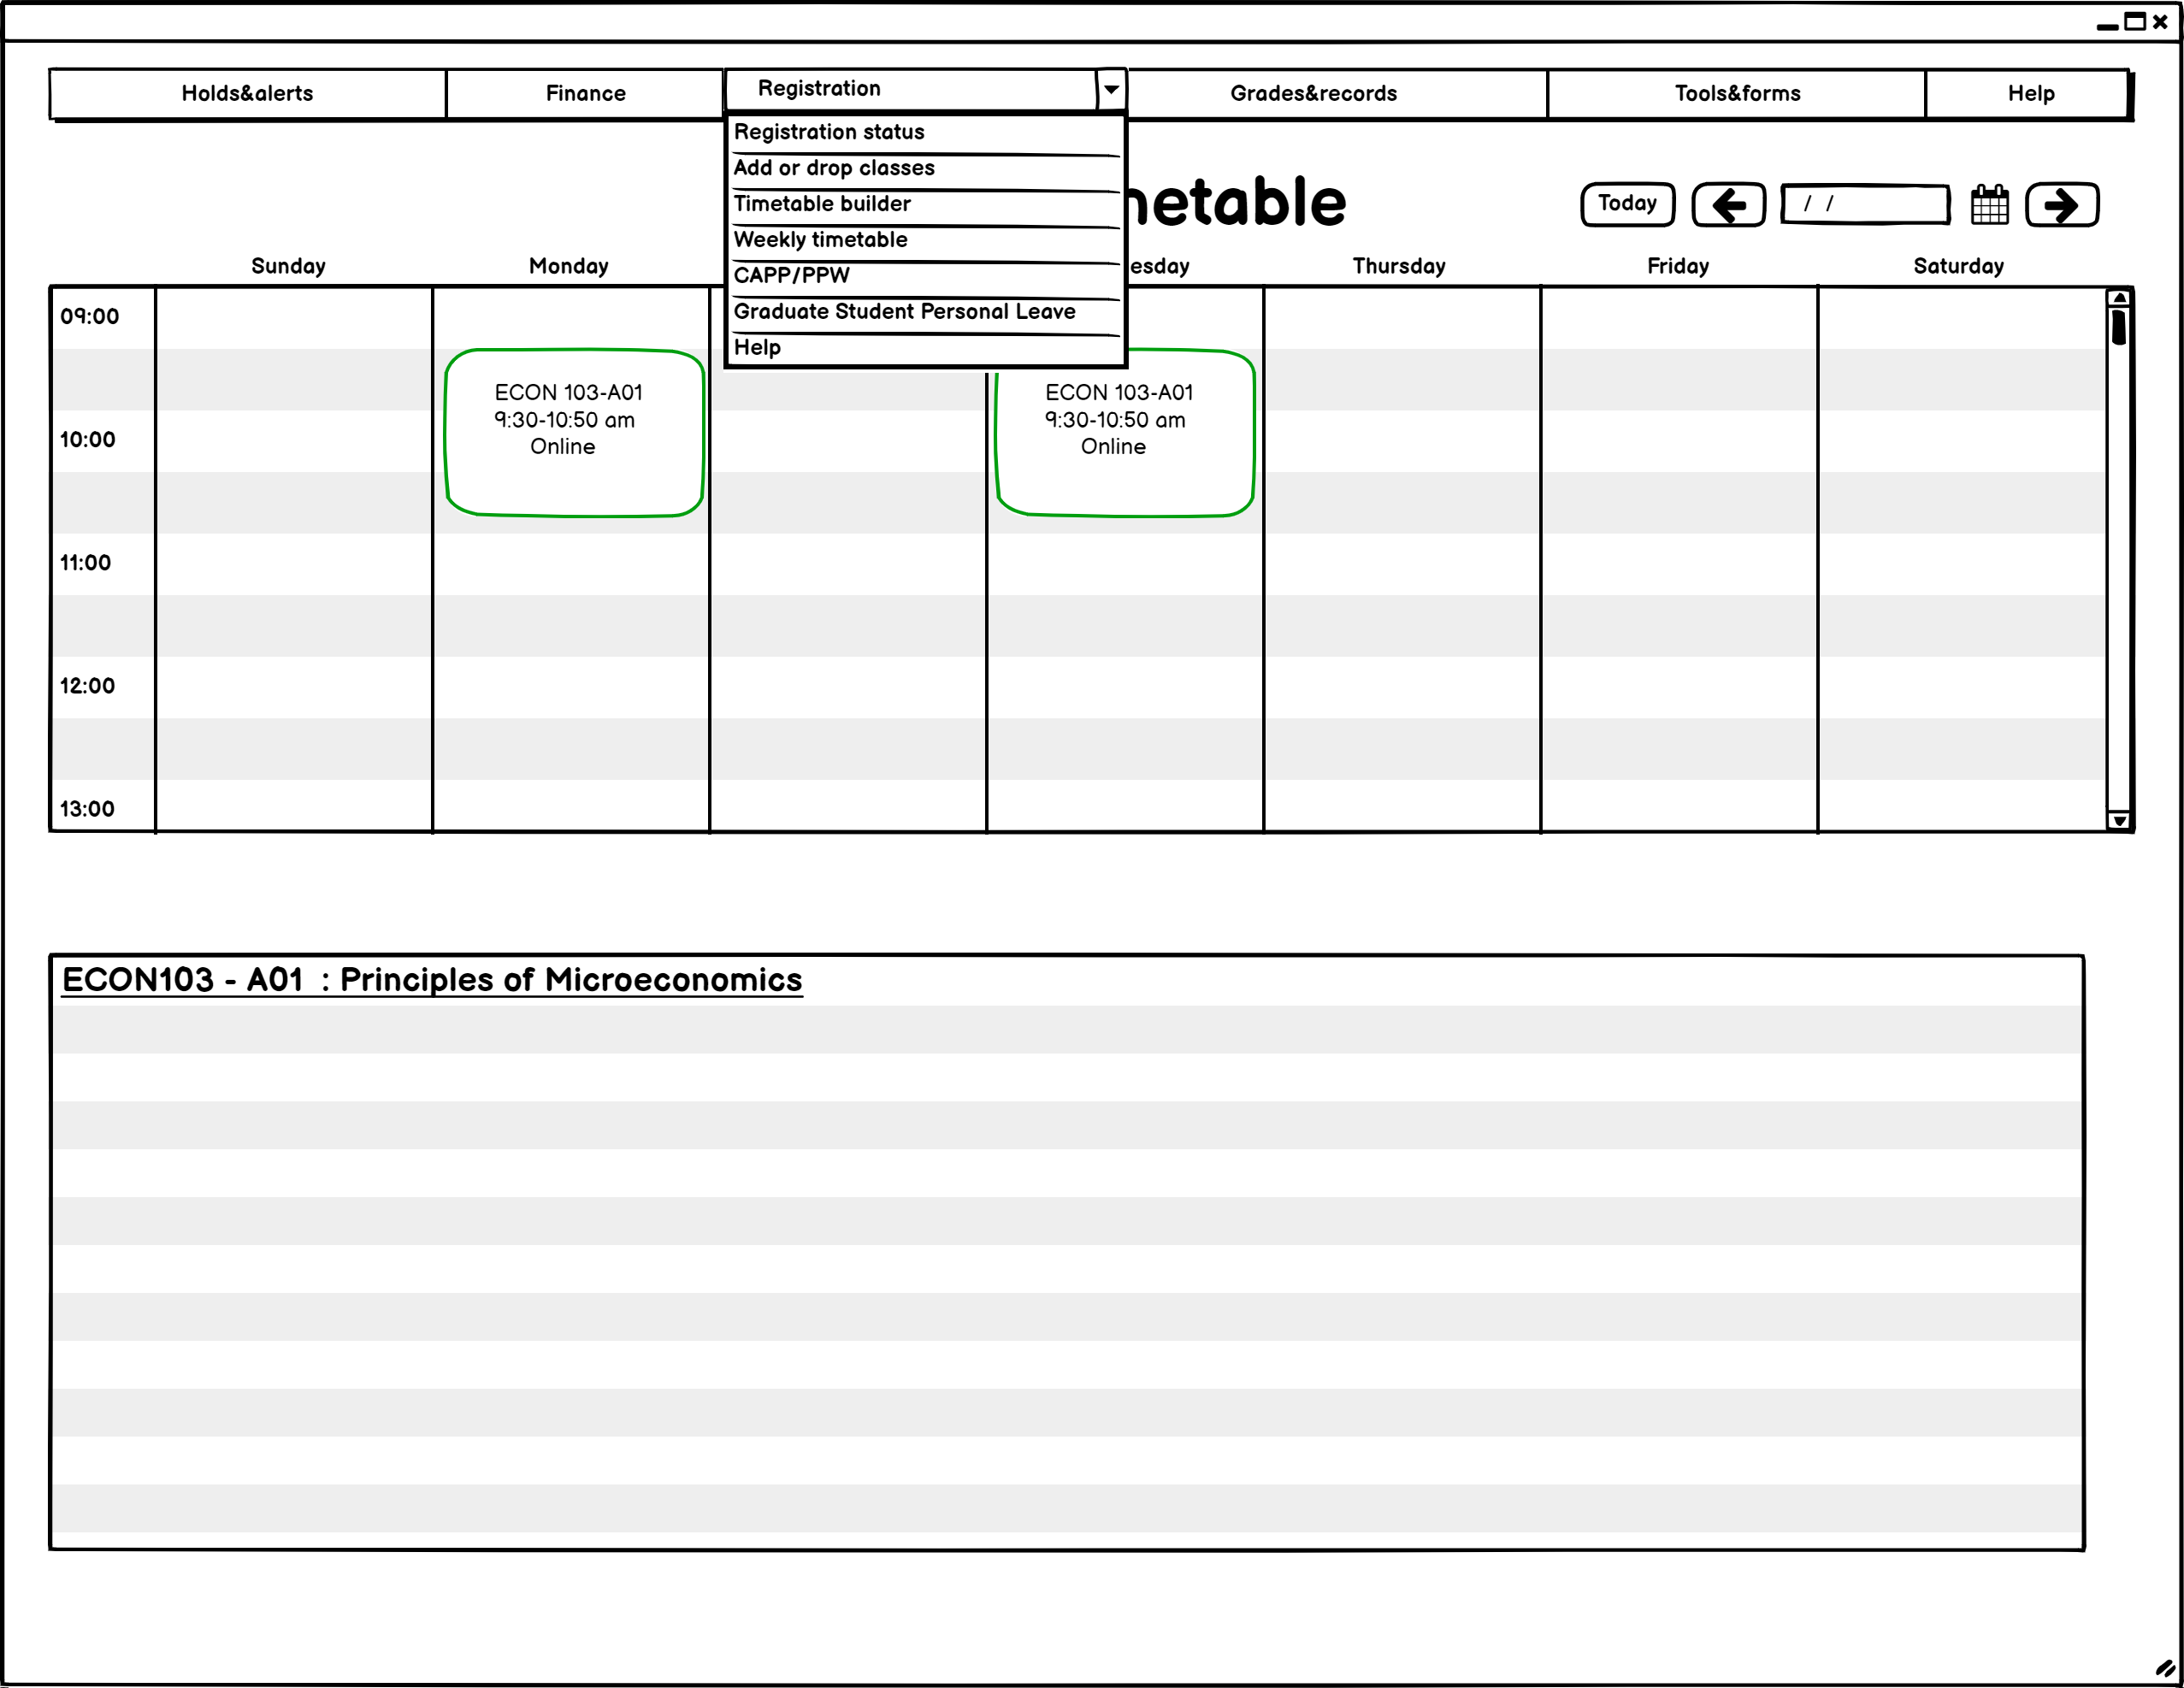 Holds&alerts Finance Registration Grades&records Tools&forms Help
Registration status
Add or drop classes
Timetable builder
Weekly timetable
CAPP/PPW
Graduate Student Personal Leave
Help
netable
Today / /
Sunday Monday esday Thursday Friday Saturday
09:00
ECON 103-A01 ECON 103-A01
9:30-10:50 am 9:30-10:50 am
10:00
Online Online
11:00
12:00
13:00
ECON103 - A01 : Principles of Microeconomics